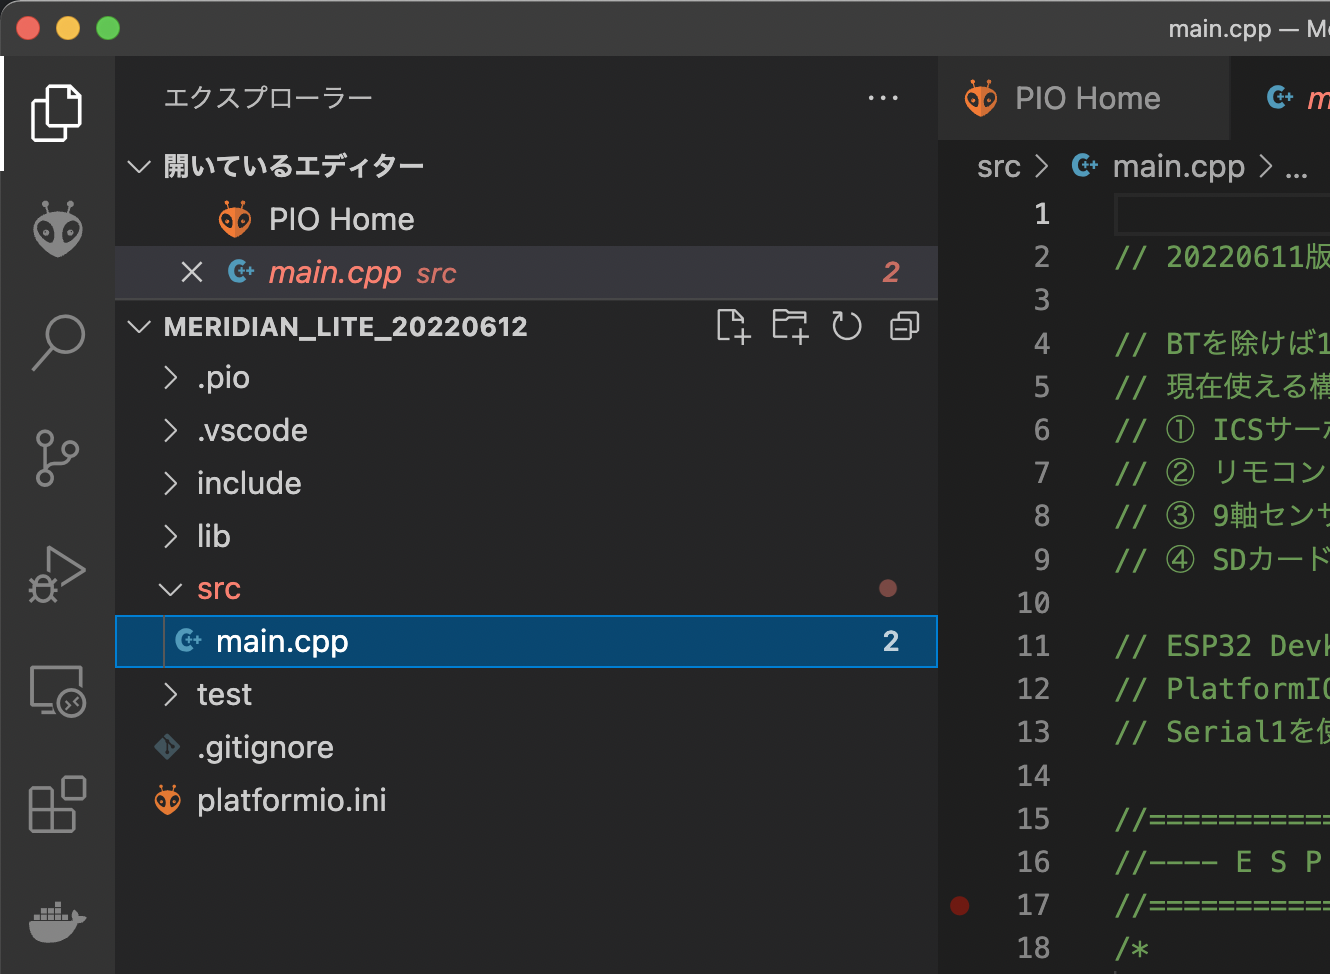 main.cpp — M
エクスプローラー
開いているエディター
PIO Home
main.cpp src 2
MERIDIAN_LITE_20220612
.pio
.vscode
include
lib
src
main.cpp 2
test
.gitignore
platformio.ini
PIO Home
src > main.cpp > ...
1
2 // 20220611版
3
4 // BTを除けば1
5 // 現在使える構
6 // ① ICSサー
7 // ② リモコン
8 // ③ 9軸センサ
9 // ④ SDカード
10
11 // ESP32 Dev
12 // PlatformIO
13 // Serial1を使
14
15 //===========
16 //---- E S P
17 //===========
18 /*